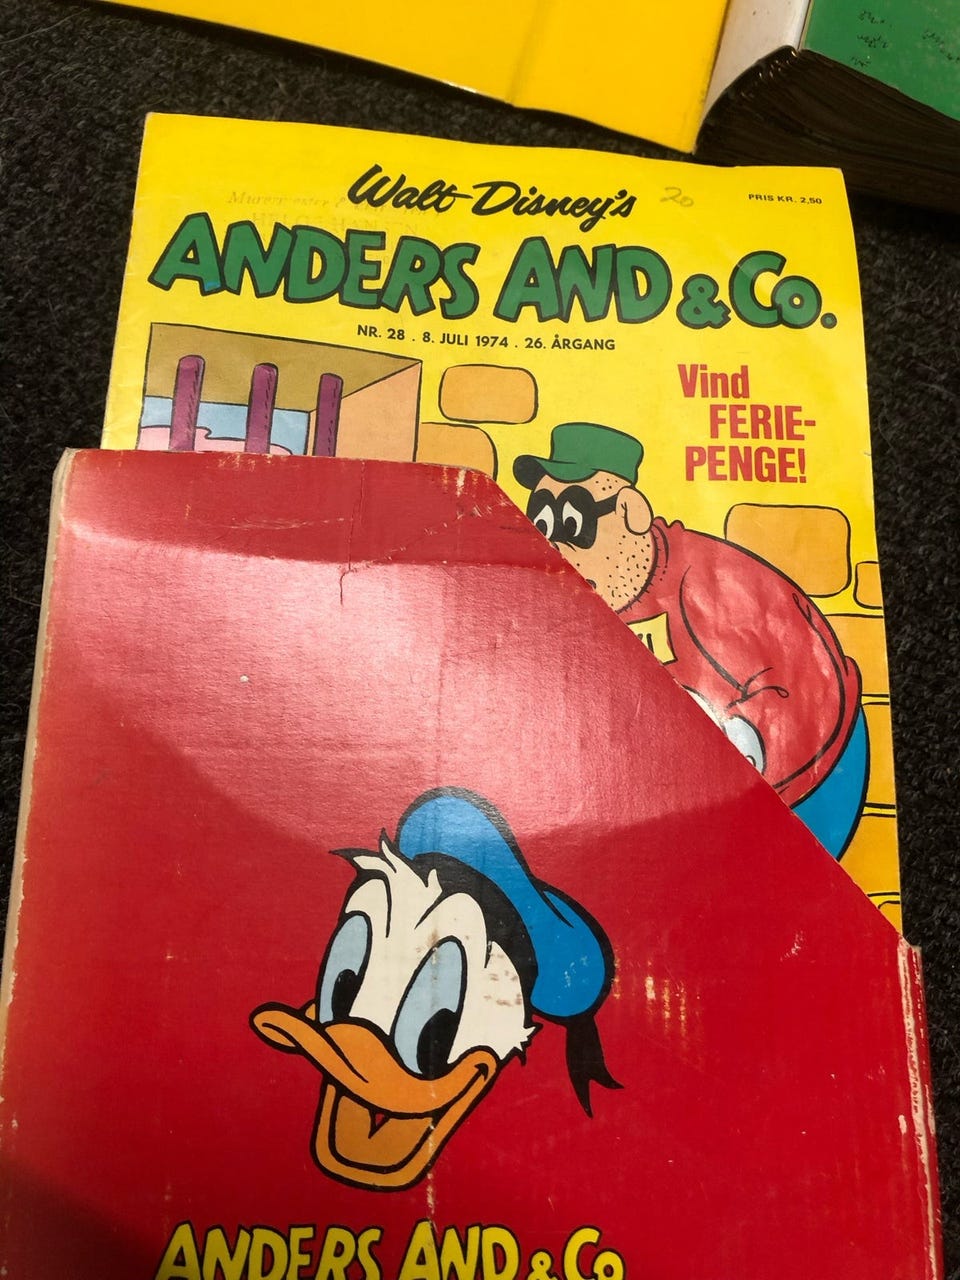 Walt Disney's
20
PRIS KR. 2,50
ANDERS AND & Co.
NR. 28 . 8. JULI 1974 . 26. ÅRGANG
Vind
FERIE-
PENGE!
ANDERS AND & Co